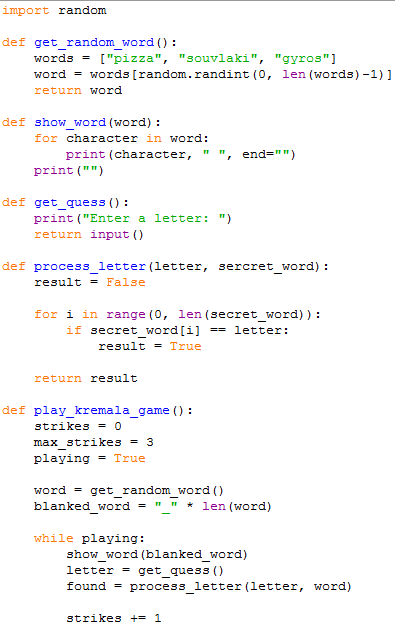 import random
def get_random_word():
words = ["pizza", "souvlaki", "gyros"]
word = words[random.randint(0, len(words)-1)]
return word
def show_word(word):
for character in word:
print(character, " ", end="")
print("")
def get_quess():
print("Enter a letter: ")
return input()
def process_letter(letter, sercret_word):
result = False
for i in range(0, len(secret_word)):
if secret_word[i] == letter:
result = True
return result
def play_kremala_game():
strikes = 0
max_strikes = 3
playing = True
word = get_random_word()
blanked_word = "_" * len(word)
while playing:
show_word(blanked_word)
letter = get_quess()
found = process_letter(letter, word)
strikes += 1